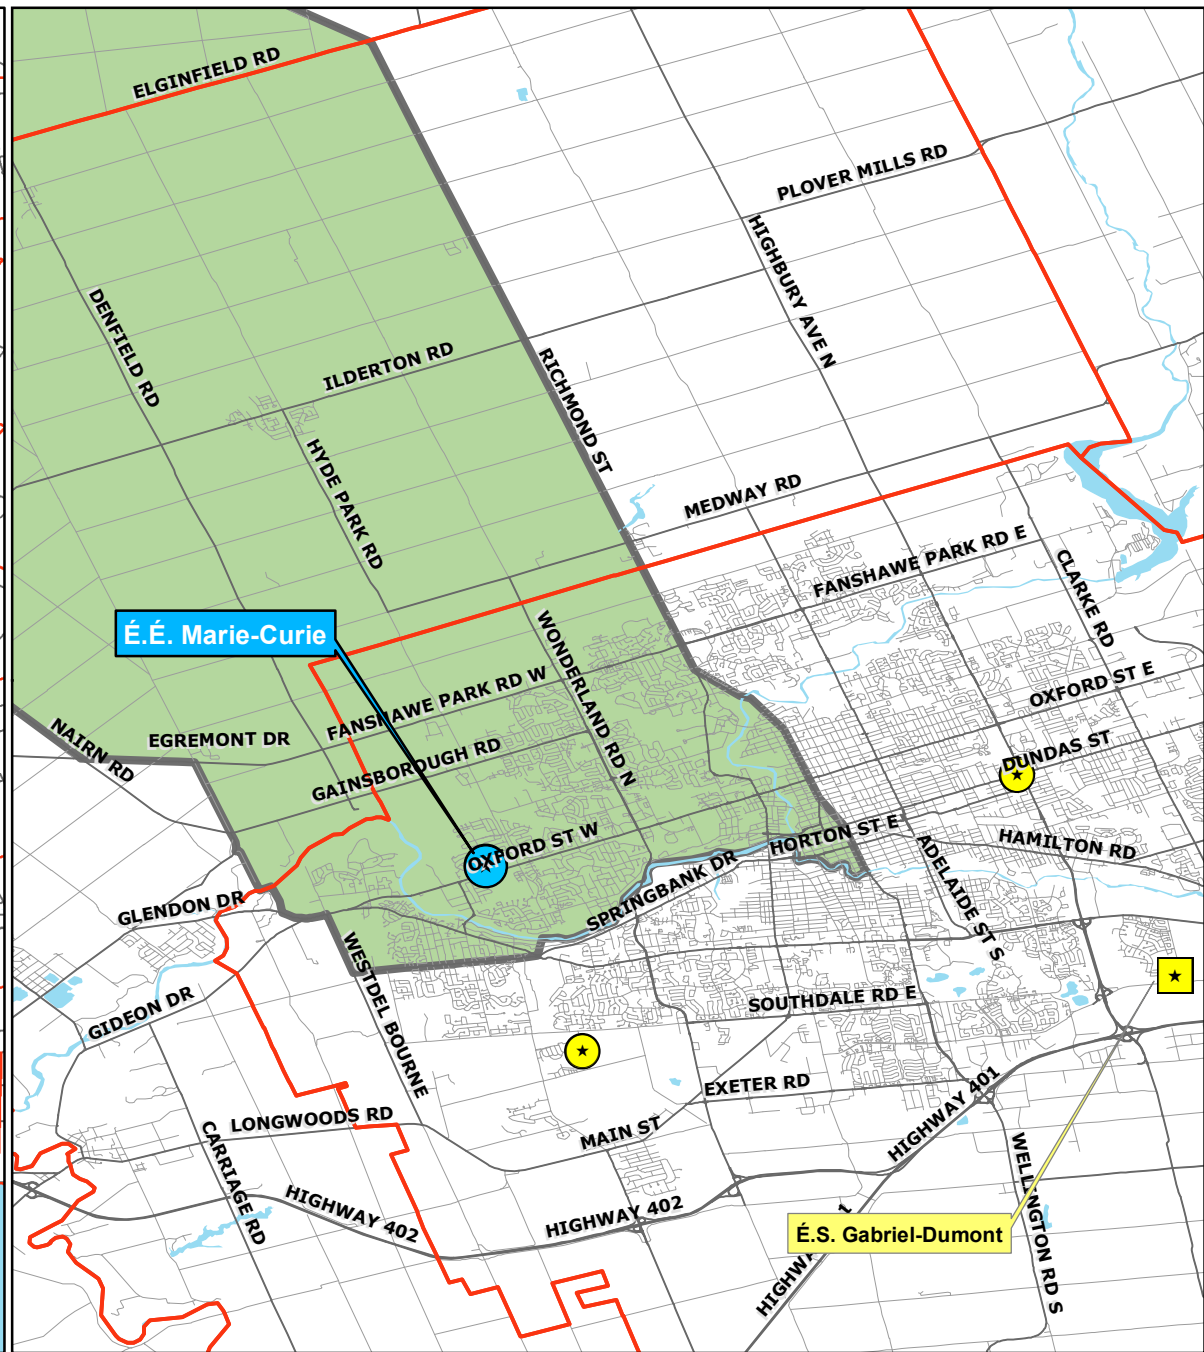 ELGINFIELD RD
PLOVER MILLS RD
HIGHBURY AVE N
DENFIELD RD
ILDERTON RD
RICHMOND ST
HYDE PARK RD
MEDWAY RD
FANSHAWE PARK RD E
CLARKE RD
É.É. Marie-Curie
WONDERLAND RD N
FANSHAWE PARK RD W
OXFORD ST E
NAIRN RD
EGREMONT DR
GAINSBOROUGH RD
DUNDAS ST
OXFORD ST W
HORTON ST E
HAMILTON RD
ADELAIDE ST S
SPRINGBANK DR
GLENDON DR
WESTDEL BOURNE
GIDEON DR
SOUTHDALE RD E
EXETER RD
HIGHWAY 401
LONGWOODS RD
MAIN ST
CARRIAGE RD
WELLINGTON RD S
HIGHWAY 402
HIGHWAY 402
É.S. Gabriel-Dumont